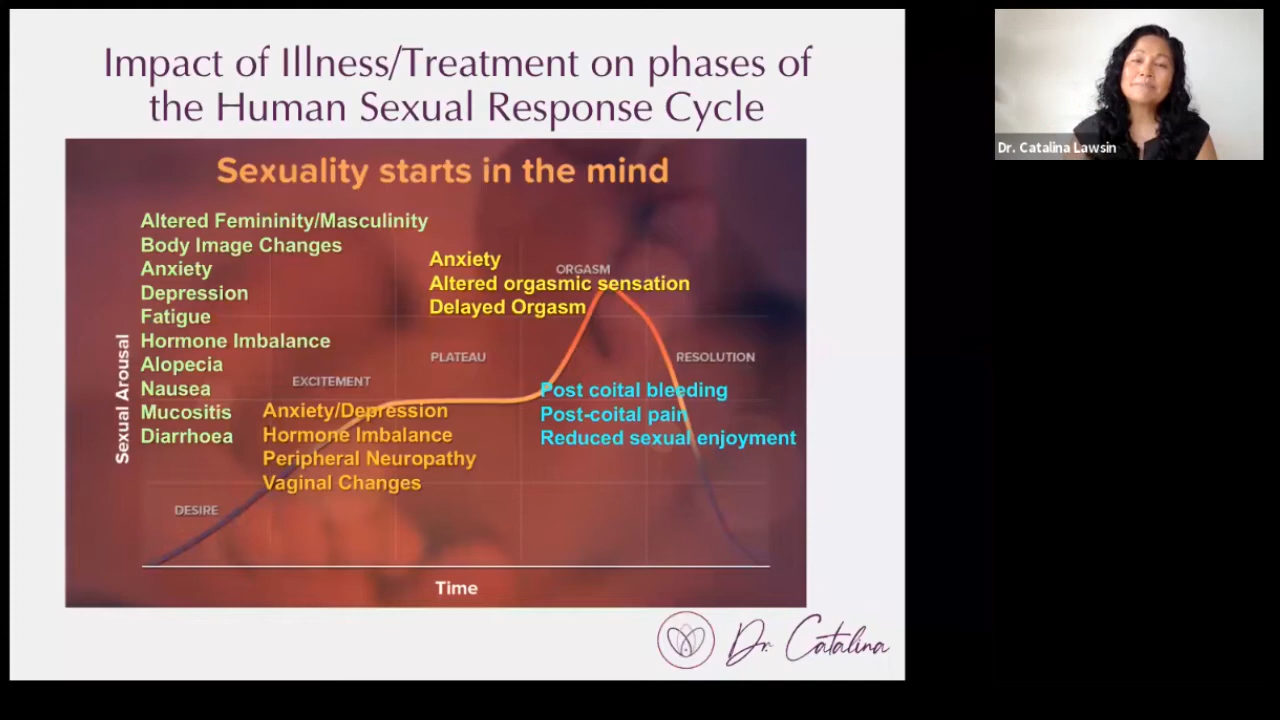 Impact of Illness/Treatment on phases of
the Human Sexual Response Cycle
Sexuality starts in the mind
Altered Femininity/Masculinity
Body Image Changes
Anxiety
Depression
Fatigue
Hormone Imbalance
Alopecia
Nausea
Mucositis
Diarrhoea
Anxiety
Altered orgasmic sensation
Delayed Orgasm
ORGASM
PLATEAU
RESOLUTION
EXCITEMENT
Anxiety/Depression
Hormone Imbalance
Peripheral Neuropathy
Vaginal Changes
Post coital bleeding
Post-coital pain
Reduced sexual enjoyment
DESIRE
Sexual Arousal
Time
Dr. Catalina
Dr. Catalina Lawsin